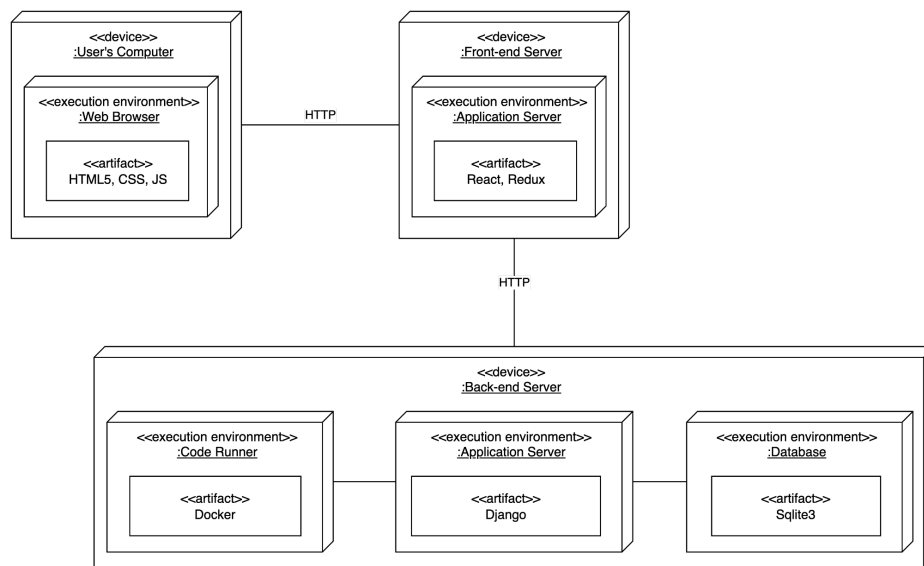 <<device>>
:User's Computer
<<execution environment>>
:Web Browser
<<artifact>>
HTML5, CSS, JS
HTTP
<<device>>
:Front-end Server
<<execution environment>>
:Application Server
<<artifact>>
React, Redux
HTTP
<<device>>
:Back-end Server
<<execution environment>>
:Code Runner
<<artifact>>
Docker
<<execution environment>>
:Application Server
<<artifact>>
Django
<<execution environment>>
:Database
<<artifact>>
Sqlite3